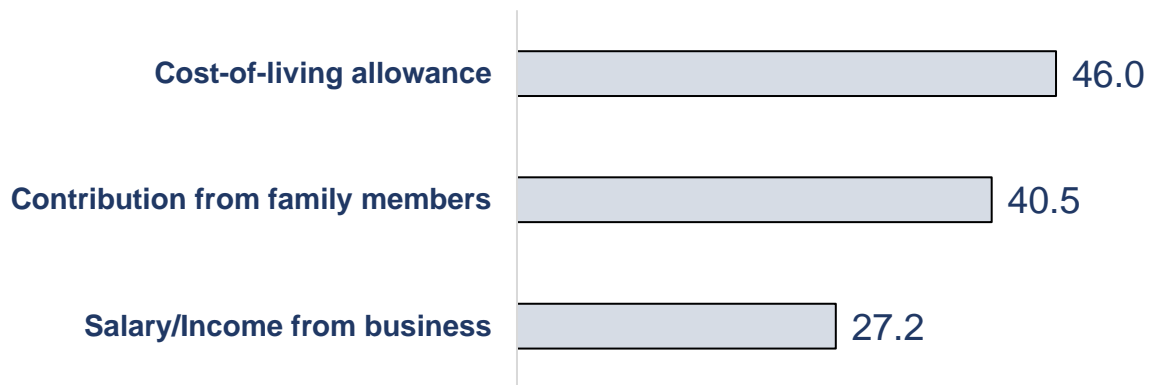 Cost-of-living allowance 46.0
Contribution from family members 40.5
Salary/Income from business 27.2